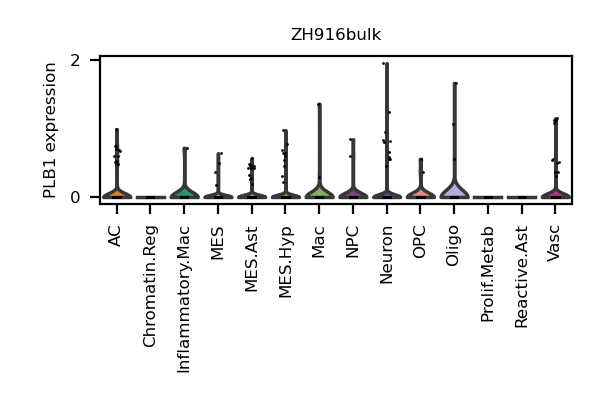 ZH916bulk
PLB1 expression
2
0
AC
Chromatin.Reg
Inflammatory.Mac
MES
MES.Ast
MES.Hyp
Mac
NPC
Neuron
OPC
Oligo
Prolif.Metab
Reactive.Ast
Vasc